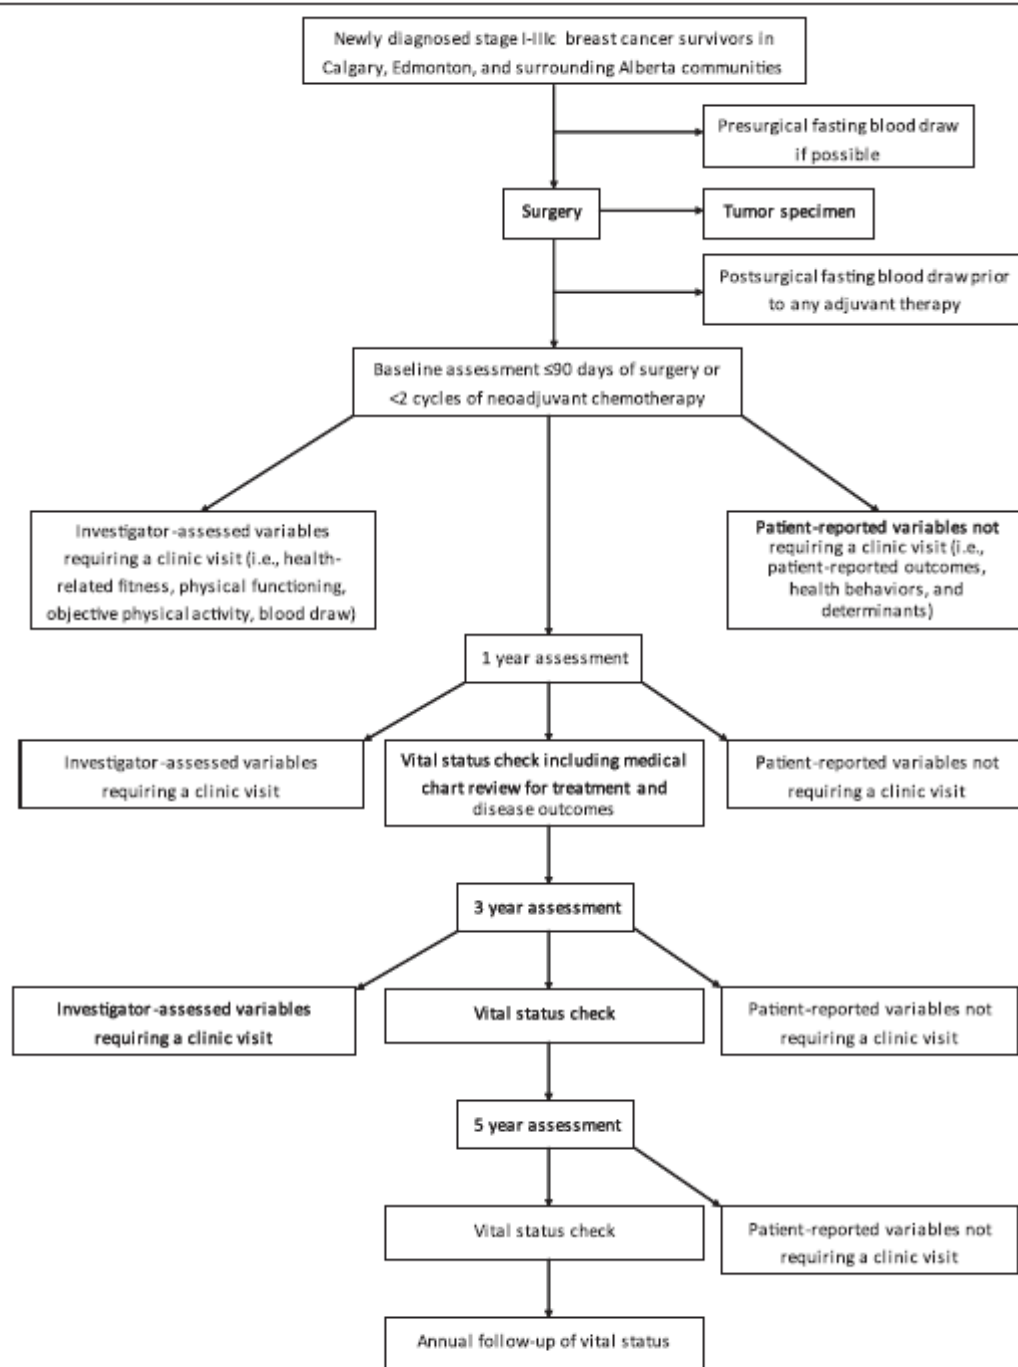 Newly diagnosed stage I-IIIc breast cancer survivors in
Calgary, Edmonton, and surrounding Alberta communities
Presurgical fasting blood draw
if possible
Surgery
Tumor specimen
Postsurgical fasting blood draw prior
to any adjuvant therapy
Baseline assessment ≤90 days of surgery or
<2 cycles of neoadjuvant chemotherapy
Investigator-assessed variables
requiring a clinic visit (i.e., health-
related fitness, physical functioning,
objective physical activity, blood draw)
Patient-reported variables not
requiring a clinic visit (i.e.,
patient-reported outcomes,
health behaviors, and
determinants)
1 year assessment
Investigator-assessed variables
requiring a clinic visit
Vital status check including medical
chart review for treatment and
disease outcomes
Patient-reported variables not
requiring a clinic visit
3 year assessment
Investigator-assessed variables
requiring a clinic visit
Vital status check
Patient-reported variables not
requiring a clinic visit
5 year assessment
Vital status check
Patient-reported variables not
requiring a clinic visit
Annual follow-up of vital status